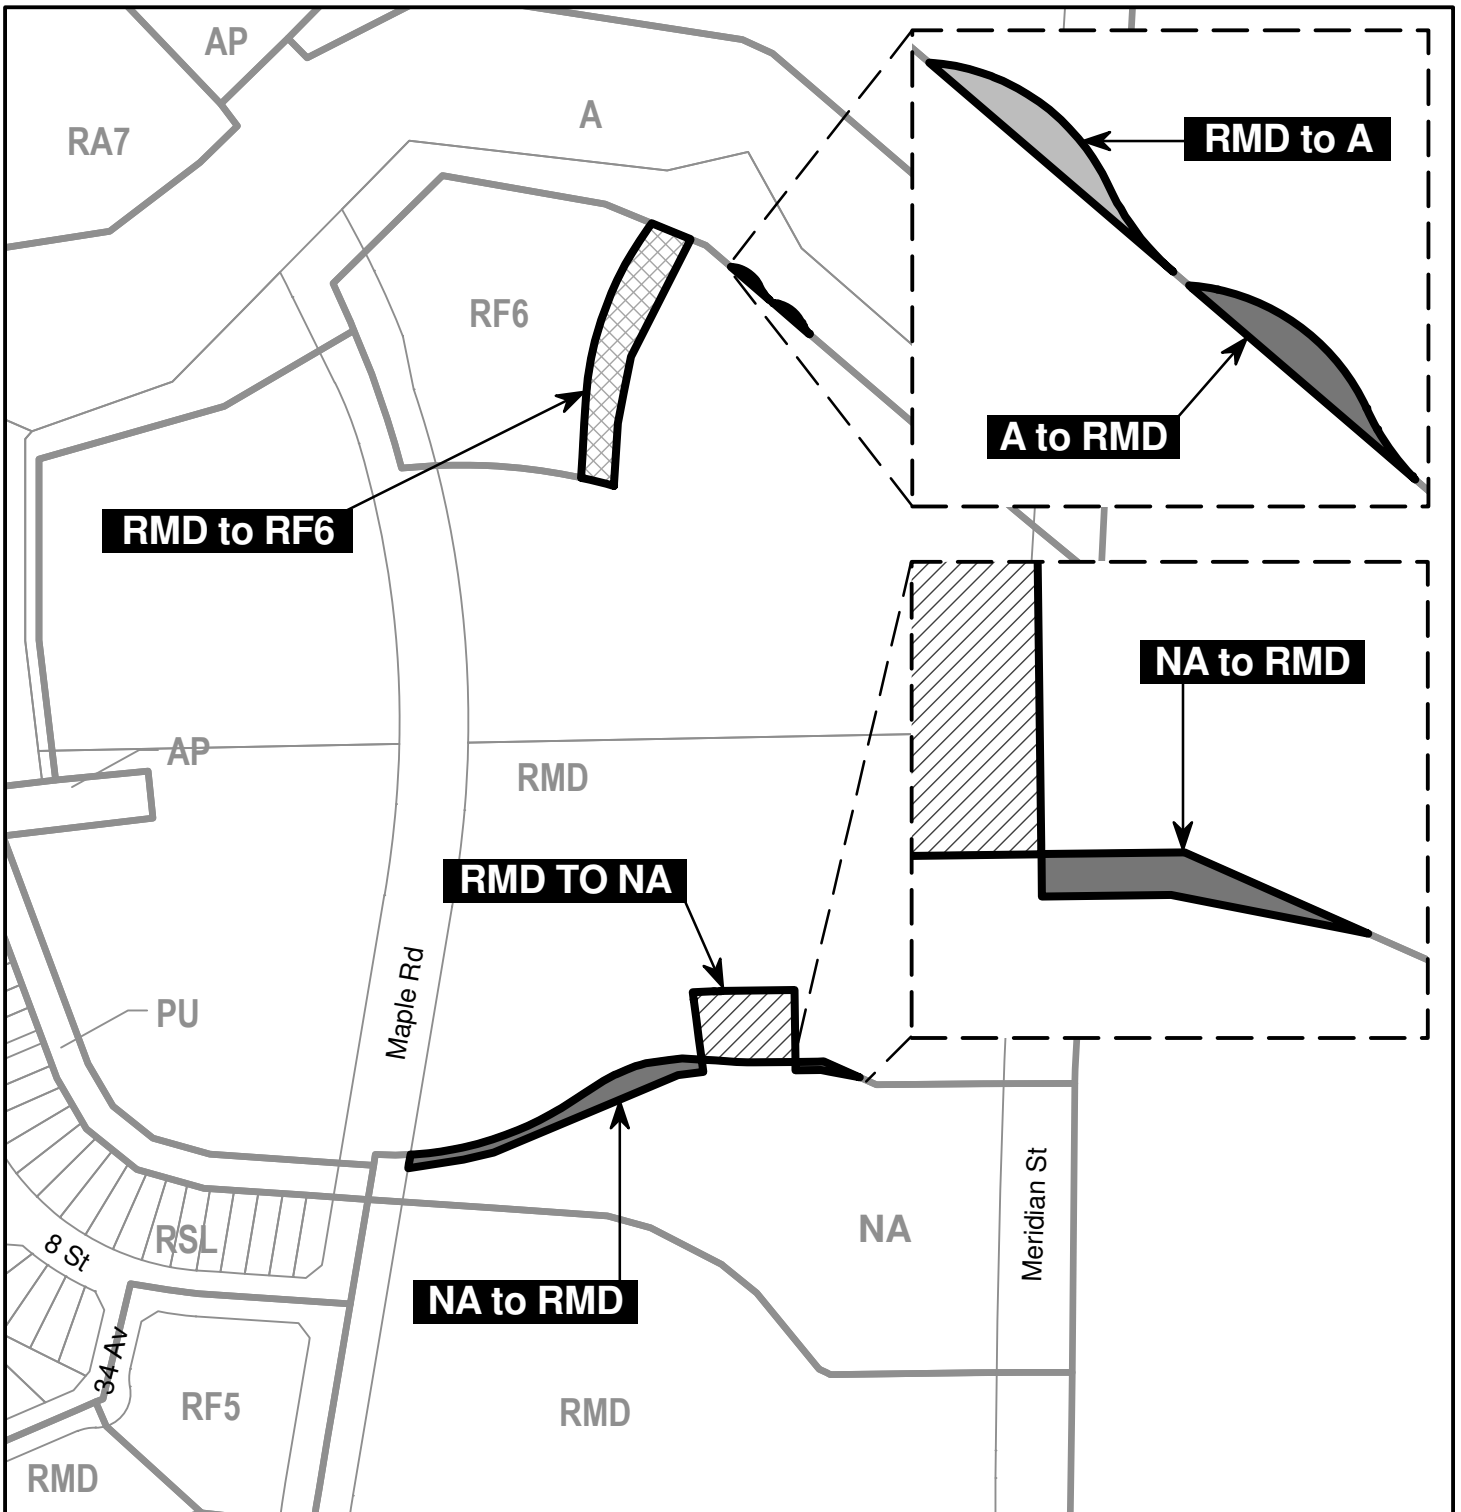 AP
RA7
A
RMD to A
RF6
A to RMD
RMD to RF6
NA to RMD
AP
RMD
RMD TO NA
Maple Rd
PU
RSL
8 St
NA
Meridian St
NA to RMD
34 Av
RF5
RMD
RMD